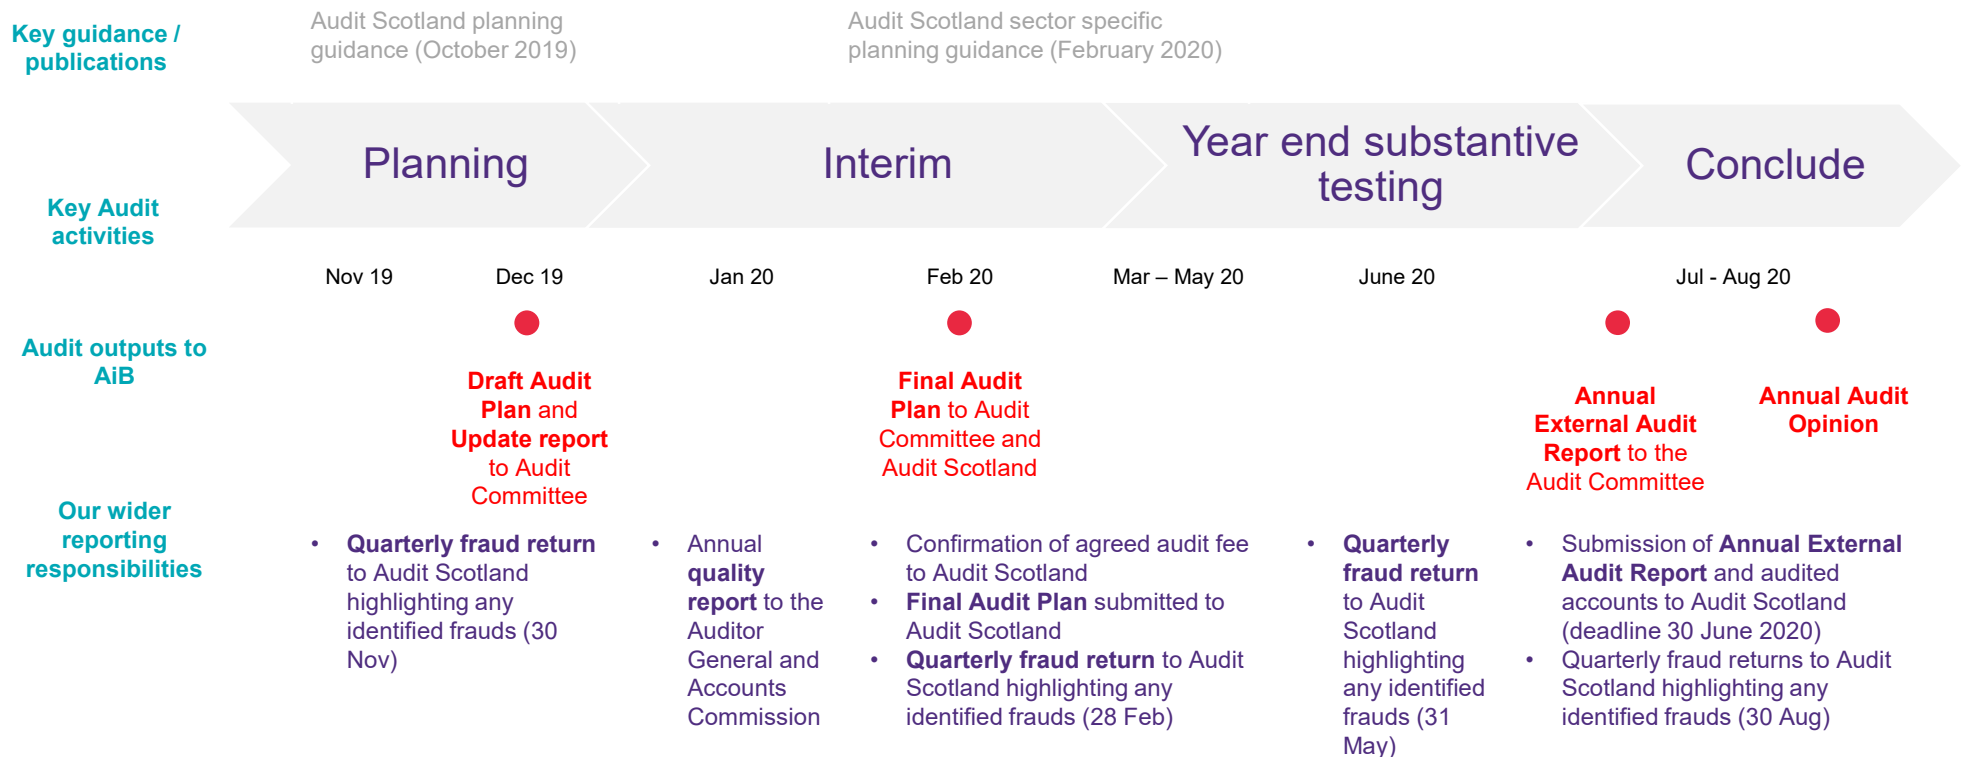 Key guidance /
publications
Audit Scotland planning
guidance (October 2019)
Audit Scotland sector specific
planning guidance (February 2020)
Key Audit
activities
Planning
Interim
Year end substantive
testing
Conclude
Nov 19
Dec 19
Jan 20
Feb 20
Mar – May 20
June 20
Jul - Aug 20
Audit outputs to
AiB
Draft Audit
Plan and
Update report
to Audit
Committee
Final Audit
Plan to Audit
Committee and
Audit Scotland
Annual
External Audit
Report to the
Audit Committee
Annual Audit
Opinion
Our wider
reporting
responsibilities
• Quarterly fraud return
to Audit Scotland
highlighting any
identified frauds (30
Nov)
• Annual
quality
report to the
Auditor
General and
Accounts
Commission
• Confirmation of agreed audit fee
to Audit Scotland
• Final Audit Plan submitted to
Audit Scotland
• Quarterly fraud return to Audit
Scotland highlighting any
identified frauds (28 Feb)
• Quarterly
fraud return
to Audit
Scotland
highlighting
any identified
frauds (31
May)
• Submission of Annual External
Audit Report and audited
accounts to Audit Scotland
(deadline 30 June 2020)
• Quarterly fraud returns to Audit
Scotland highlighting any
identified frauds (30 Aug)